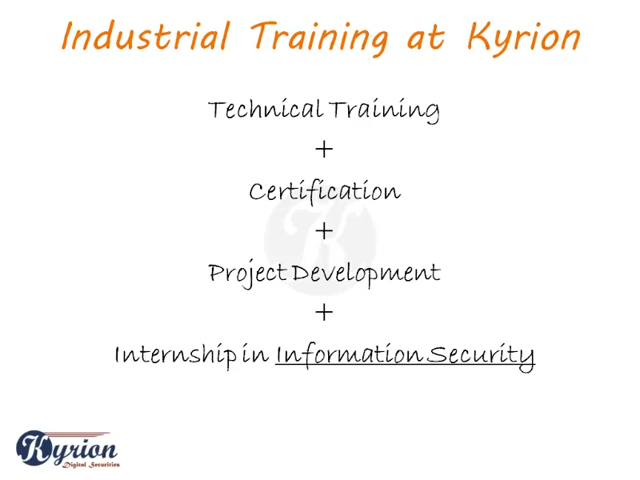 Industrial Training at Kyrion
Technical Training
+
Certification
+
Project Development
+
Internship in Information Security
Kyrion
Digital Securities